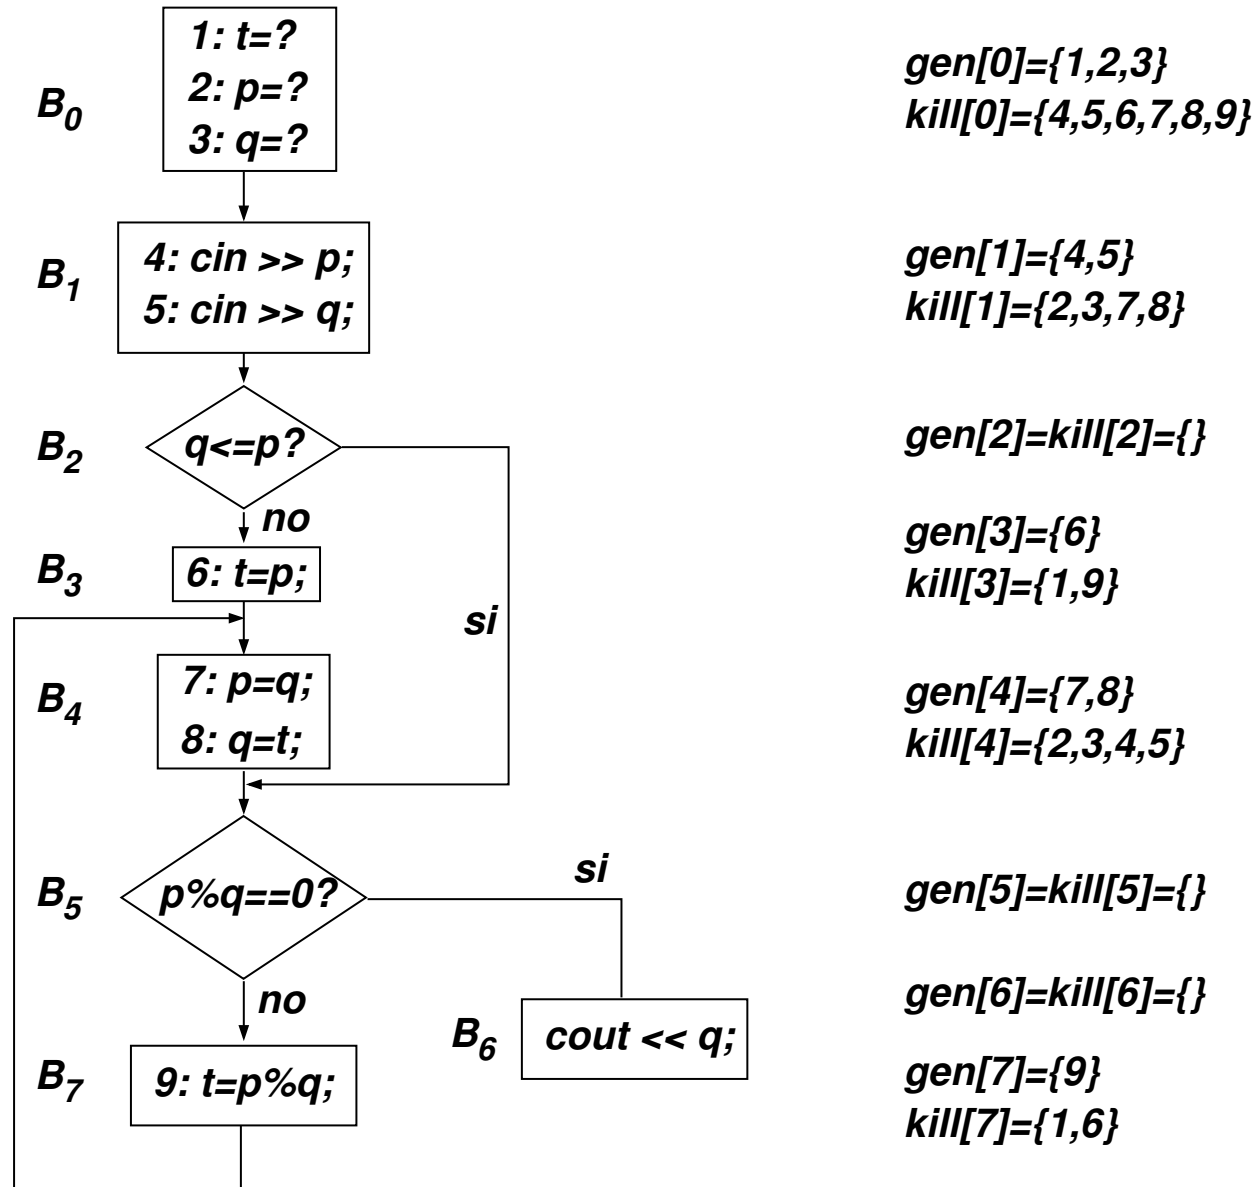 1: t=?
2: p=?
3: q=?
B0
gen[0]={1,2,3}
kill[0]={4,5,6,7,8,9}
4: cin >> p;
5: cin >> q;
B1
gen[1]={4,5}
kill[1]={2,3,7,8}
B2
q<=p?
gen[2]=kill[2]={}
no
B3
6: t=p;
gen[3]={6}
kill[3]={1,9}
si
B4
7: p=q;
8: q=t;
gen[4]={7,8}
kill[4]={2,3,4,5}
B5
p%q==0?
si
gen[5]=kill[5]={}
no
B6
cout << q;
gen[6]=kill[6]={}
B7
9: t=p%q;
gen[7]={9}
kill[7]={1,6}